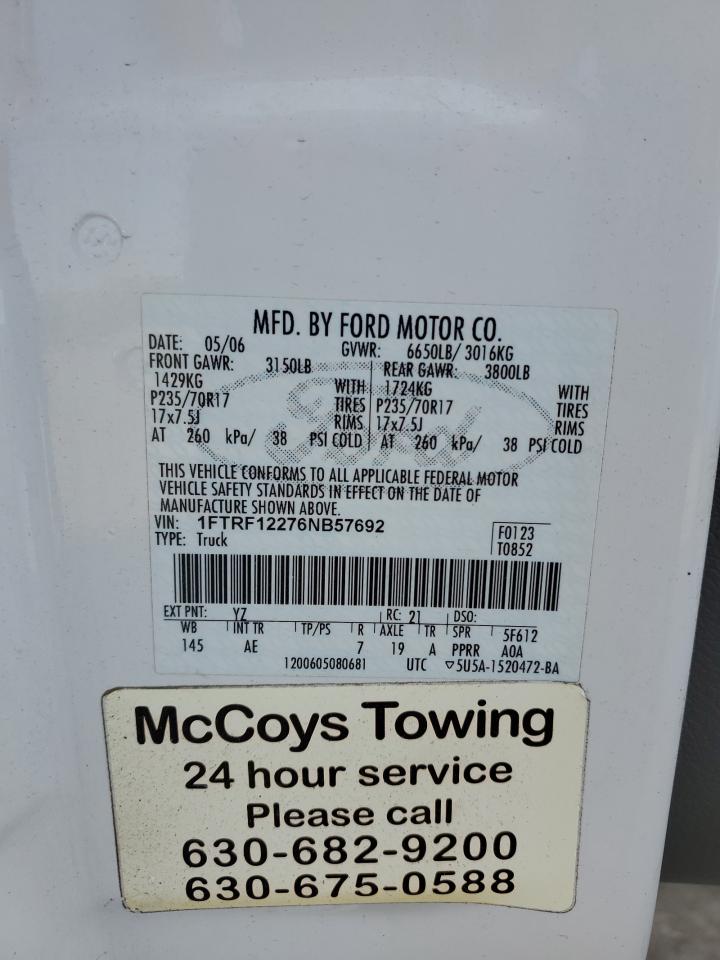 MFD. BY FORD MOTOR CO.
DATE: 05/06 GVWR: 6650LB/ 3016KG
FRONT GAWR: 3150LB REAR GAWR: 3800LB
1429KG WITH 1724KG WITH
P235/70R17 TIRES P235/70R17 TIRES
17x7.5J RIMS 17x7.5J RIMS
AT 260 kPa/ 38 PSI COLD AT 260 kPa/ 38 PSI COLD
Ford
THIS VEHICLE CONFORMS TO ALL APPLICABLE FEDERAL MOTOR
VEHICLE SAFETY STANDARDS IN EFFECT ON THE DATE OF
MANUFACTURE SHOWN ABOVE.
VIN: 1FTRF12276NB57692 F0123
TYPE: Truck T0852
EXT PNT: YZ RC: 21 DSO:
WB INT TR TP/PS R AXLE TR SPR 5F612
145 AE 7 19 A PPRR A0A
1200605080681 UTC ▽5U5A-1520472-BA
McCoys Towing
24 hour service
Please call
630-682-9200
630-675-0588